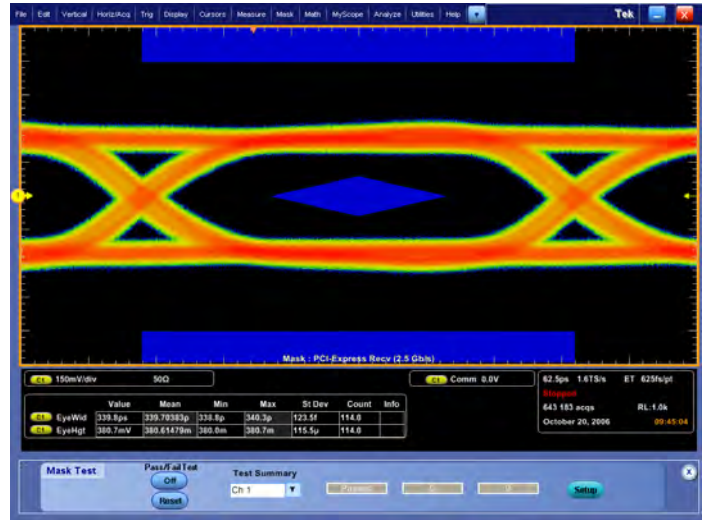 File Edit Vertical Horiz/Acq Trig Display Cursors Measure Mask Math MyScope Analyze Utilities Help Tek
1
Mask : PCI-Express Recv (2.5 Gb/s)
C1 150mV/div 50Ω
C1 Comm 0.0V
62.5ps 1.6TS/s ET 625fs/pt
Stopped
643 183 acqs RL:1.0k
October 20, 2006 09:45:04
Value Mean Min Max St Dev Count Info
C1 EyeWid 339.8ps 339.70383p 338.8p 340.3p 123.5f 114.0
C1 EyeHgt 380.7mV 380.61479m 380.0m 380.7m 115.5µ 114.0
Mask Test
Pass/Fail Test
Off
Reset
Test Summary
Ch 1
Setup
X